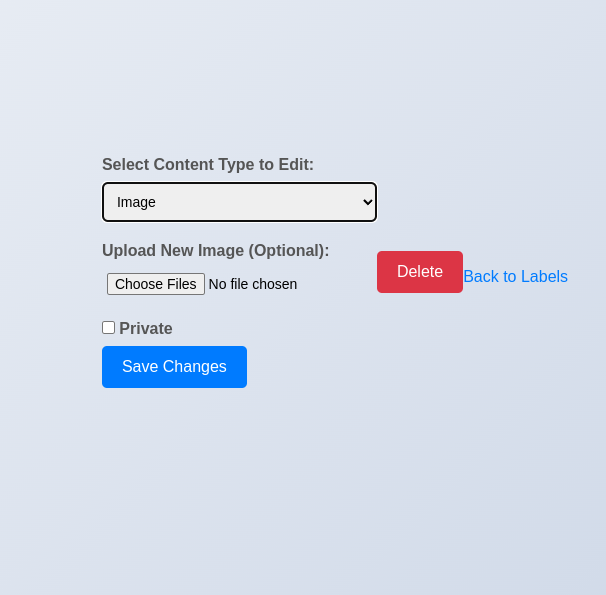 Select Content Type to Edit:
Image
Upload New Image (Optional):
Choose Files No file chosen
Delete
Back to Labels
Private
Save Changes